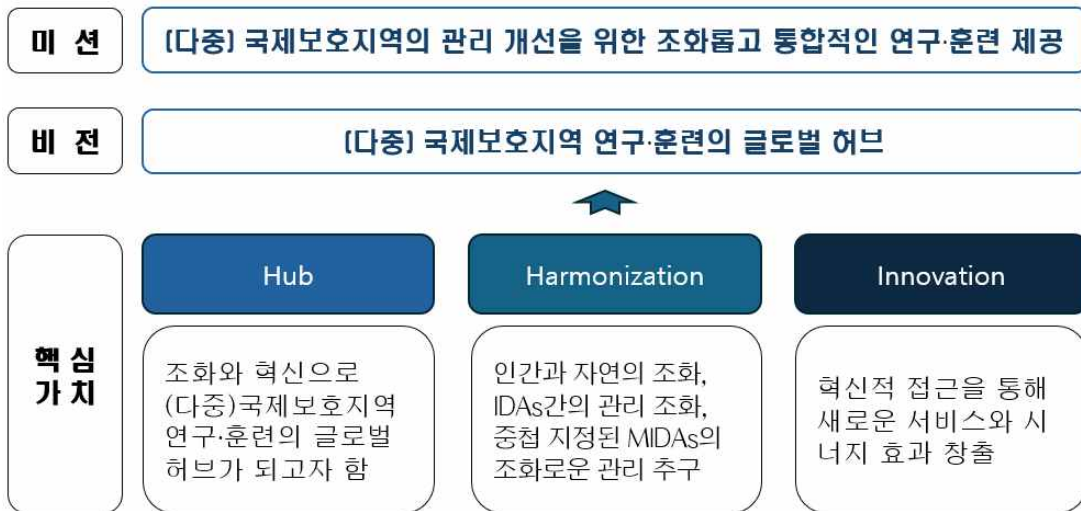 미 션
(다중) 국제보호지역의 관리 개선을 위한 조화롭고 통합적인 연구·훈련 제공
비 전
(다중) 국제보호지역 연구·훈련의 글로벌 허브
핵 심
가 치
Hub
조화와 혁신으로
(다중)국제보호지역
연구·훈련의 글로벌
허브가 되고자 함
Harmonization
인간과 자연의 조화,
IDAs간의 관리 조화,
중첩 지정된 MIDAs의
조화로운 관리 추구
Innovation
혁신적 접근을 통해
새로운 서비스와 시
너지 효과 창출